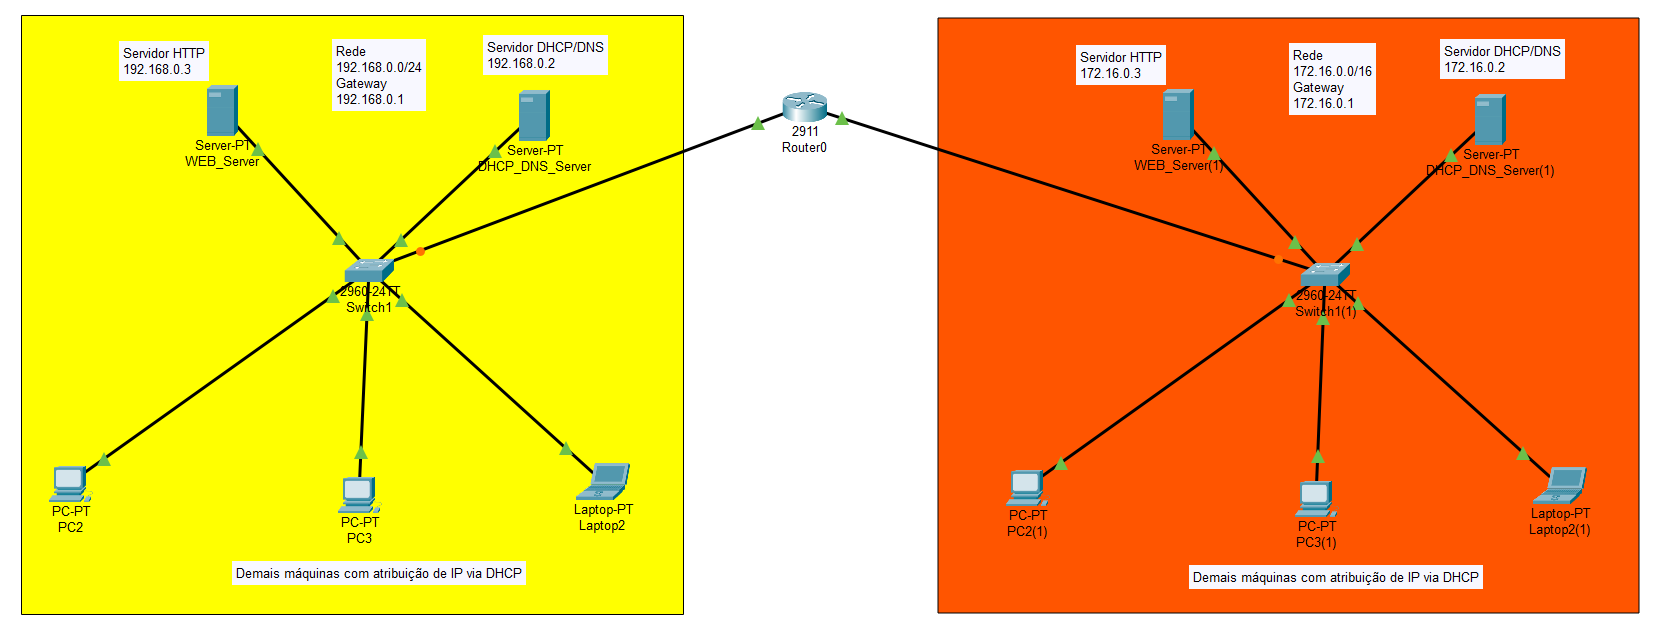 Servidor HTTP
192.168.0.3
Rede
192.168.0.0/24
Gateway
192.168.0.1
Servidor DHCP/DNS
192.168.0.2
Server-PT
WEB_Server
Server-PT
DHCP_DNS_Server
2960-24TT
Switch1
PC-PT
PC2
PC-PT
PC3
Laptop-PT
Laptop2
Demais máquinas com atribuição de IP via DHCP
2911
Router0
Servidor HTTP
172.16.0.3
Rede
172.16.0.0/16
Gateway
172.16.0.1
Servidor DHCP/DNS
172.16.0.2
Server-PT
WEB_Server(1)
Server-PT
DHCP_DNS_Server(1)
2960-24TT
Switch1(1)
PC-PT
PC2(1)
PC-PT
PC3(1)
Laptop-PT
Laptop2(1)
Demais máquinas com atribuição de IP via DHCP